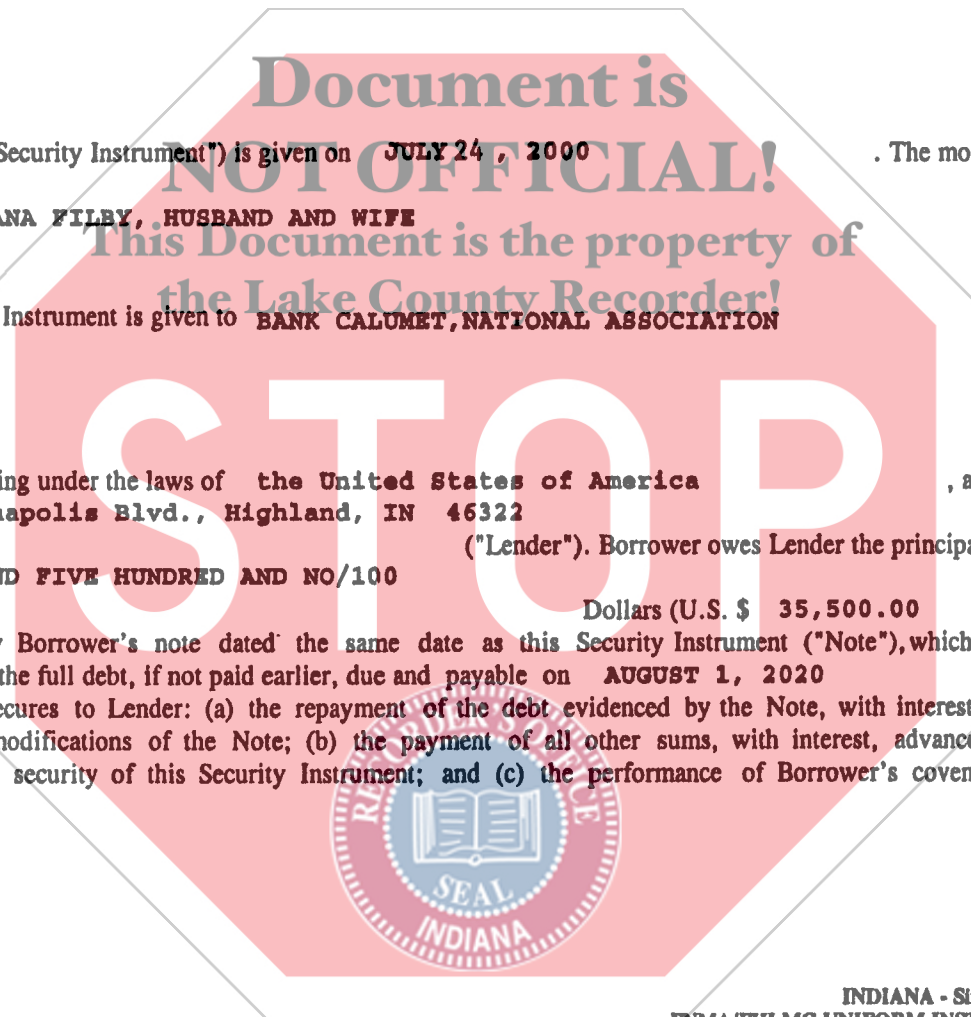 Document is
Security Instrument") is given on JULY 24 , 2000 . The mo
NOT OFFICIAL!
ANA FILBY, HUSBAND AND WIFE
This Document is the property of
the Lake County Recorder!
Instrument is given to BANK CALUMET,NATIONAL ASSOCIATION
STOP
ing under the laws of the United States of America , a
apolis Blvd., Highland, IN 46322
("Lender"). Borrower owes Lender the principa
D FIVE HUNDRED AND NO/100
Dollars (U.S. $ 35,500.00
y Borrower's note dated the same date as this Security Instrument ("Note"),which
the full debt, if not paid earlier, due and payable on AUGUST 1, 2020
ecures to Lender: (a) the repayment of the debt evidenced by the Note, with interest
nodifications of the Note; (b) the payment of all other sums, with interest, advance
security of this Security Instrument; and (c) the performance of Borrower's coven
RECORDER'S OFFICE
SEAL
INDIANA
INDIANA - Si